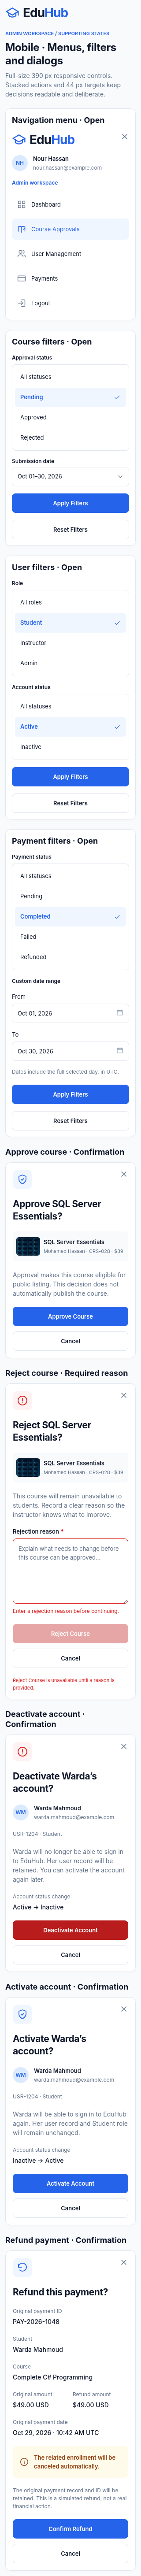 EduHub
ADMIN WORKSPACE / SUPPORTING STATES
Mobile · Menus, filters
and dialogs
Full-size 390 px responsive controls.
Stacked actions and 44 px targets keep
decisions readable and deliberate.
Navigation menu · Open
EduHub
NH
Nour Hassan
nour.hassan@example.com
Admin workspace
Dashboard
Course Approvals
User Management
Payments
Logout
Course filters · Open
Approval status
All statuses
Pending
Approved
Rejected
Submission date
Oct 01–30, 2026
Apply Filters
Reset Filters
User filters · Open
Role
All roles
Student
Instructor
Admin
Account status
All statuses
Active
Inactive
Apply Filters
Reset Filters
Payment filters · Open
Payment status
All statuses
Pending
Completed
Failed
Refunded
Custom date range
From
Oct 01, 2026
To
Oct 30, 2026
Dates include the full selected day, in UTC.
Apply Filters
Reset Filters
Approve course · Confirmation
Approve SQL Server
Essentials?
SQL Server Essentials
Mohamed Hassan · CRS-028 · $39
Approval makes this course eligible for
public listing. This decision does not
automatically publish the course.
Approve Course
Cancel
Reject course · Required reason
Reject SQL Server
Essentials?
SQL Server Essentials
Mohamed Hassan · CRS-028 · $39
This course will remain unavailable to
students. Record a clear reason so the
instructor knows what to improve.
Rejection reason *
Explain what needs to change before
this course can be approved...
Enter a rejection reason before continuing.
Reject Course
Cancel
Reject Course is unavailable until a reason is
provided.
Deactivate account ·
Confirmation
Deactivate Warda’s
account?
WM
Warda Mahmoud
warda.mahmoud@example.com
USR-1204 · Student
Warda will no longer be able to sign in
to EduHub. Her user record will be
retained. You can activate the account
again later.
Account status change
Active → Inactive
Deactivate Account
Cancel
Activate account · Confirmation
Activate Warda’s
account?
WM
Warda Mahmoud
warda.mahmoud@example.com
USR-1204 · Student
Warda will be able to sign in to EduHub
again. Her user record and Student role
will remain unchanged.
Account status change
Inactive → Active
Activate Account
Cancel
Refund payment · Confirmation
Refund this payment?
Original payment ID
PAY-2026-1048
Student
Warda Mahmoud
Course
Complete C# Programming
Original amount
$49.00 USD
Refund amount
$49.00 USD
Original payment date
Oct 29, 2026 · 10:42 AM UTC
The related enrollment will be
canceled automatically.
The original payment record and ID will be
retained. This is a simulated refund, not a real
financial action.
Confirm Refund
Cancel